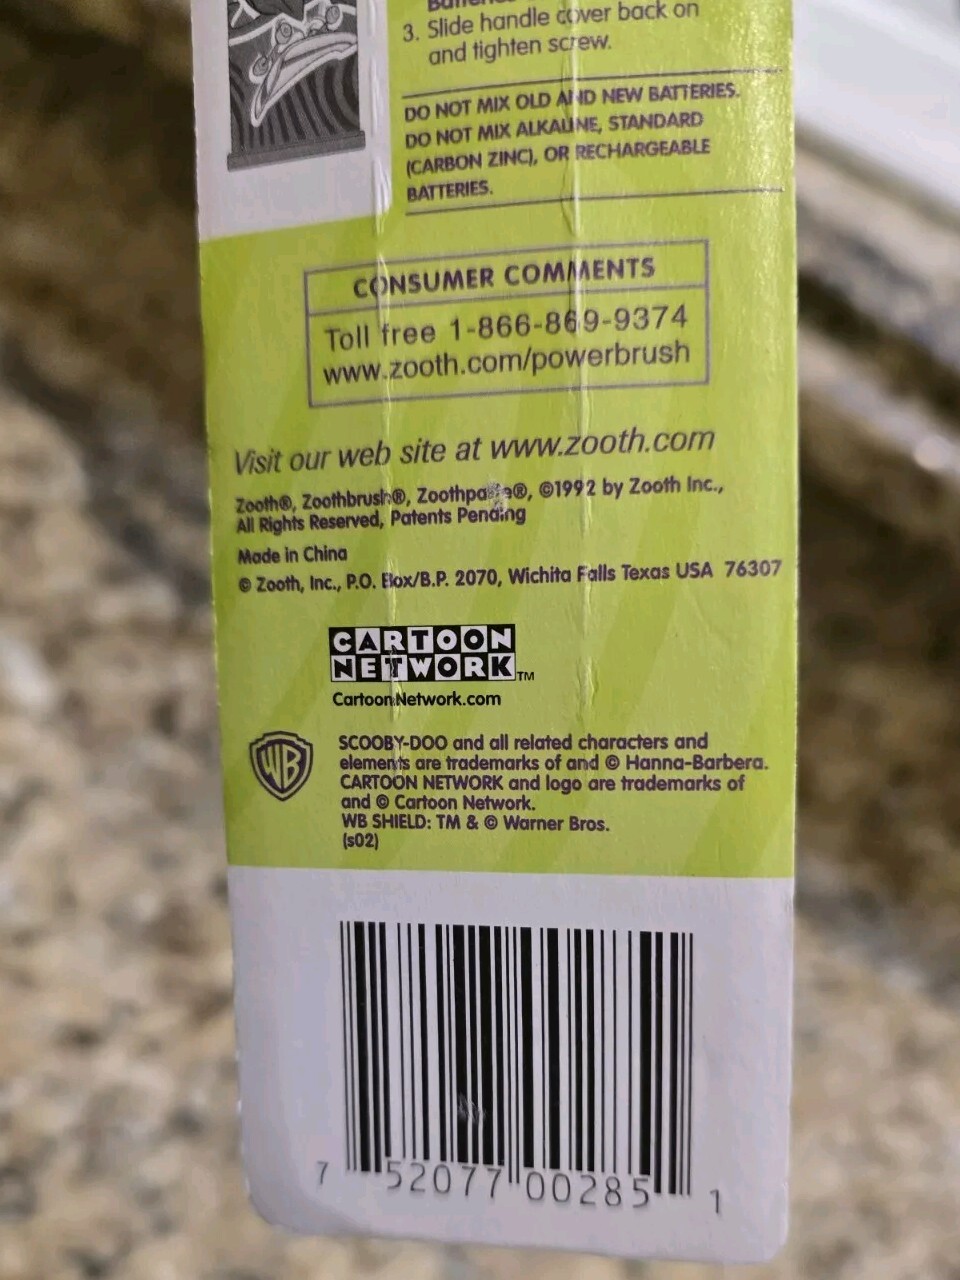 3. Slide handle cover back on
and tighten screw.
DO NOT MIX OLD AND NEW BATTERIES.
DO NOT MIX ALKALINE, STANDARD
(CARBON ZINC), OR RECHARGEABLE
BATTERIES.
CONSUMER COMMENTS
Toll free 1-866-869-9374
www.zooth.com/powerbrush
Visit our web site at www.zooth.com
Zooth®, Zoothbrush®, Zoothpaste®, ©1992 by Zooth Inc.,
All Rights Reserved, Patents Pending
Made in China
© Zooth, Inc., P.O. Box/B.P. 2070, Wichita Falls Texas USA 76307
CARTOON
NETWORK TM
CartoonNetwork.com
WB
SCOOBY-DOO and all related characters and
elements are trademarks of and © Hanna-Barbera.
CARTOON NETWORK and logo are trademarks of
and © Cartoon Network.
WB SHIELD: TM & © Warner Bros.
(s02)
7 52077 00285 1